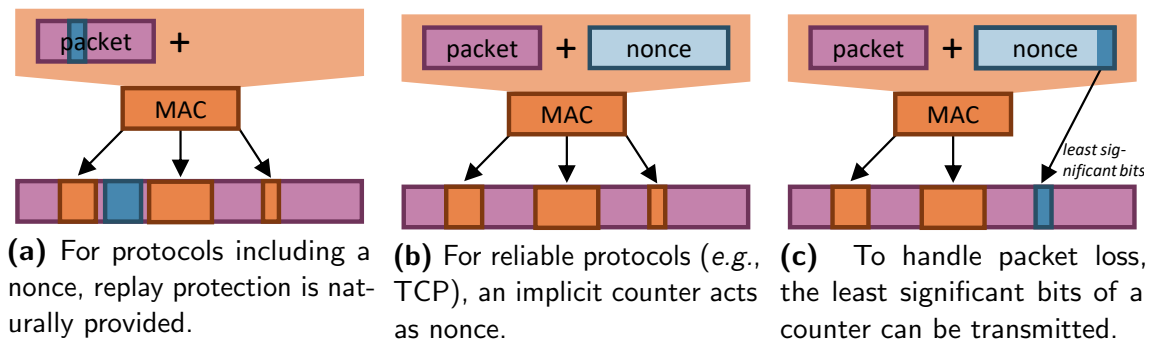 packet +
MAC
(a) For protocols including a
nonce, replay protection is nat-
urally provided.
packet + nonce
MAC
(b) For reliable protocols (e.g.,
TCP), an implicit counter acts
as nonce.
packet + nonce
MAC
least sig-
nificant bits
(c) To handle packet loss,
the least significant bits of a
counter can be transmitted.